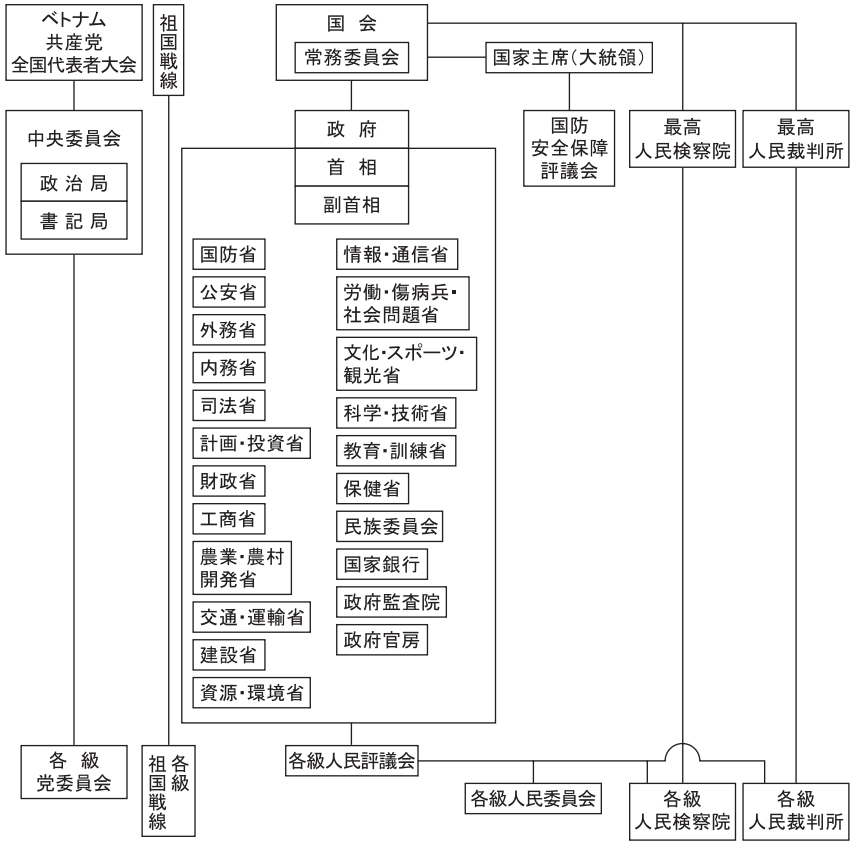 ベトナム
共産党
全国代表者大会
中央委員会
政治局
書記局
各級
党委員会
祖国戦線
各級
祖国戦線
国会
常務委員会
国家主席(大統領)
国防
安全保障
評議会
最高
人民検察院
最高
人民裁判所
政府
首相
副首相
国防省
公安省
外務省
内務省
司法省
計画・投資省
財政省
工商省
農業・農村
開発省
交通・運輸省
建設省
資源・環境省
情報・通信省
労働・傷病兵・
社会問題省
文化・スポーツ・
観光省
科学・技術省
教育・訓練省
保健省
民族委員会
国家銀行
政府監査院
政府官房
各級人民評議会
各級人民委員会
各級
人民検察院
各級
人民裁判所